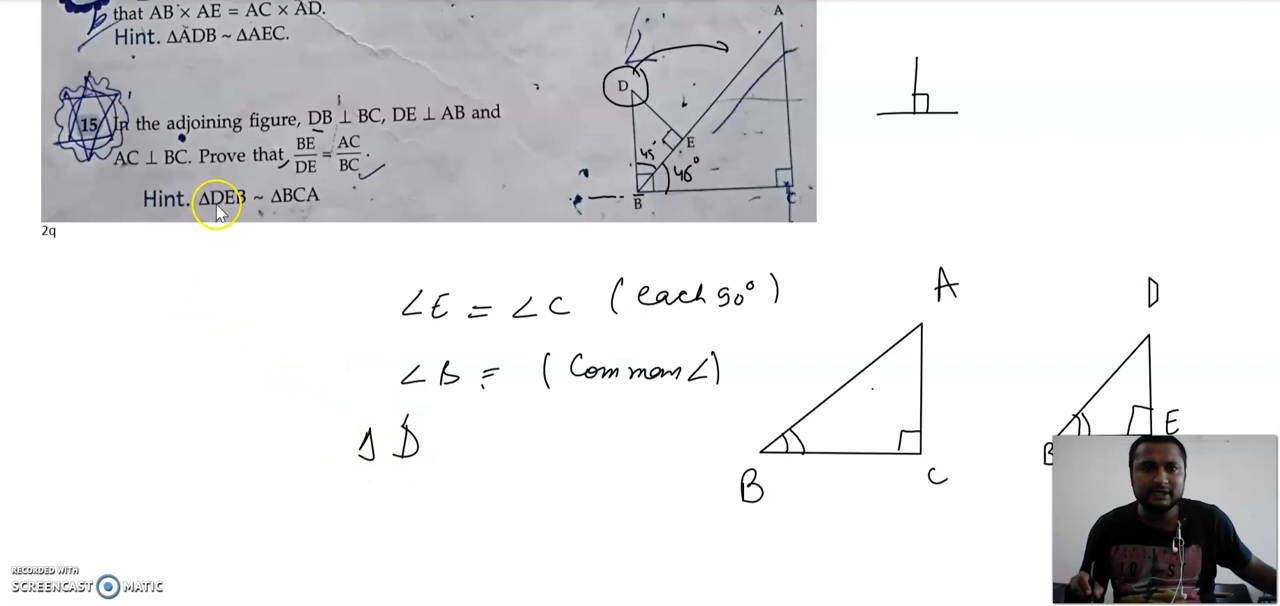 that AB × AE = AC × AD.
Hint. ΔADB ~ ΔAEC.
15. In the adjoining figure, DB ⊥ BC, DE ⊥ AB and
AC ⊥ BC. Prove that BE/DE = AC/BC.
Hint. ΔDEB ~ ΔBCA
A
D
E
45°
46°
B
C
2q
∠E = ∠C (each 90°)
∠B = (Common ∠)
Δ D
A
B
C
D
B
E
RECORDED WITH
SCREENCAST MATIC